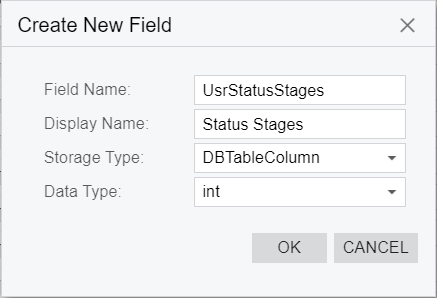 Create New Field
Field Name: UsrStatusStages
Display Name: Status Stages
Storage Type: DBTableColumn
Data Type: int
OK CANCEL